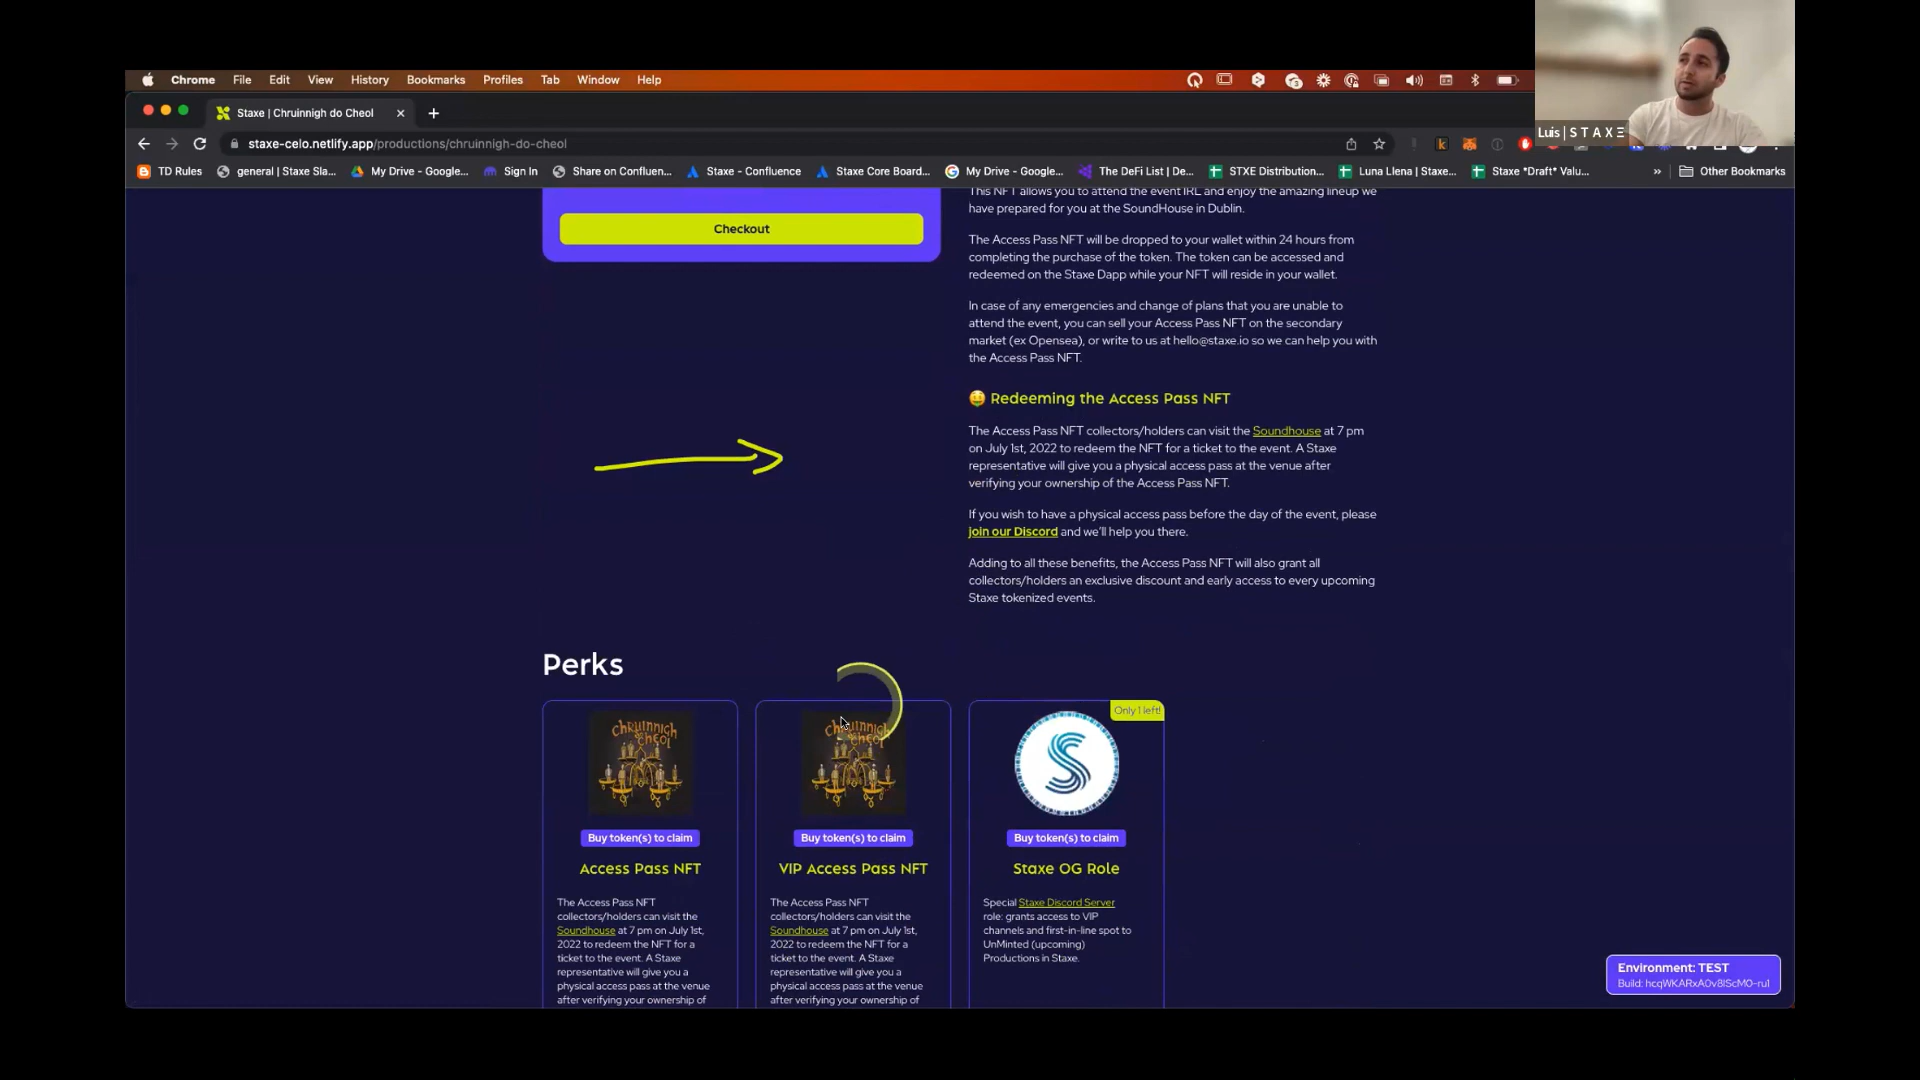 Chrome File Edit View History Bookmarks Profiles Tab Window Help
Luis | S T A X Ξ
Staxe | Chruinnigh do Cheol
staxe-celo.netlify.app/productions/chruinnigh-do-cheol
TD Rules general | Staxe Sla... My Drive - Google... Sign In Share on Confluen... Staxe - Confluence Staxe Core Board... My Drive - Google... The DeFi List | De... STXE Distribution... Luna Llena | Staxe... Staxe *Draft* Valu... » Other Bookmarks
Checkout
This NFT allows you to attend the event IRL and enjoy the amazing lineup we
have prepared for you at the SoundHouse in Dublin.
The Access Pass NFT will be dropped to your wallet within 24 hours from
completing the purchase of the token. The token can be accessed and
redeemed on the Staxe Dapp while your NFT will reside in your wallet.
In case of any emergencies and change of plans that you are unable to
attend the event, you can sell your Access Pass NFT on the secondary
market (ex Opensea), or write to us at hello@staxe.io so we can help you with
the Access Pass NFT.
Redeeming the Access Pass NFT
The Access Pass NFT collectors/holders can visit the Soundhouse at 7 pm
on July 1st, 2022 to redeem the NFT for a ticket to the event. A Staxe
representative will give you a physical access pass at the venue after
verifying your ownership of the Access Pass NFT.
If you wish to have a physical access pass before the day of the event, please
join our Discord and we'll help you there.
Adding to all these benefits, the Access Pass NFT will also grant all
collectors/holders an exclusive discount and early access to every upcoming
Staxe tokenized events.
Perks
chruinnigh
do cheol
Buy token(s) to claim
Access Pass NFT
The Access Pass NFT
collectors/holders can visit the
Soundhouse at 7 pm on July 1st,
2022 to redeem the NFT for a
ticket to the event. A Staxe
representative will give you a
physical access pass at the venue
after verifying your ownership of
chruinnigh
do cheol
Buy token(s) to claim
VIP Access Pass NFT
The Access Pass NFT
collectors/holders can visit the
Soundhouse at 7 pm on July 1st,
2022 to redeem the NFT for a
ticket to the event. A Staxe
representative will give you a
physical access pass at the venue
after verifying your ownership of
Only 1 left!
S
Buy token(s) to claim
Staxe OG Role
Special Staxe Discord Server
role: grants access to VIP
channels and first-in-line spot to
UnMinted (upcoming)
Productions in Staxe.
Environment: TEST